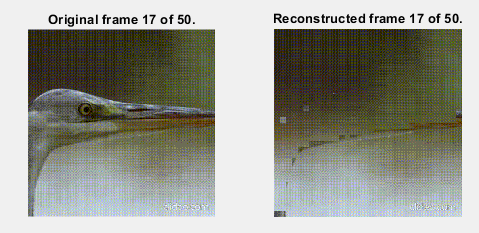 Original frame 17 of 50.
Reconstructed frame 17 of 50.